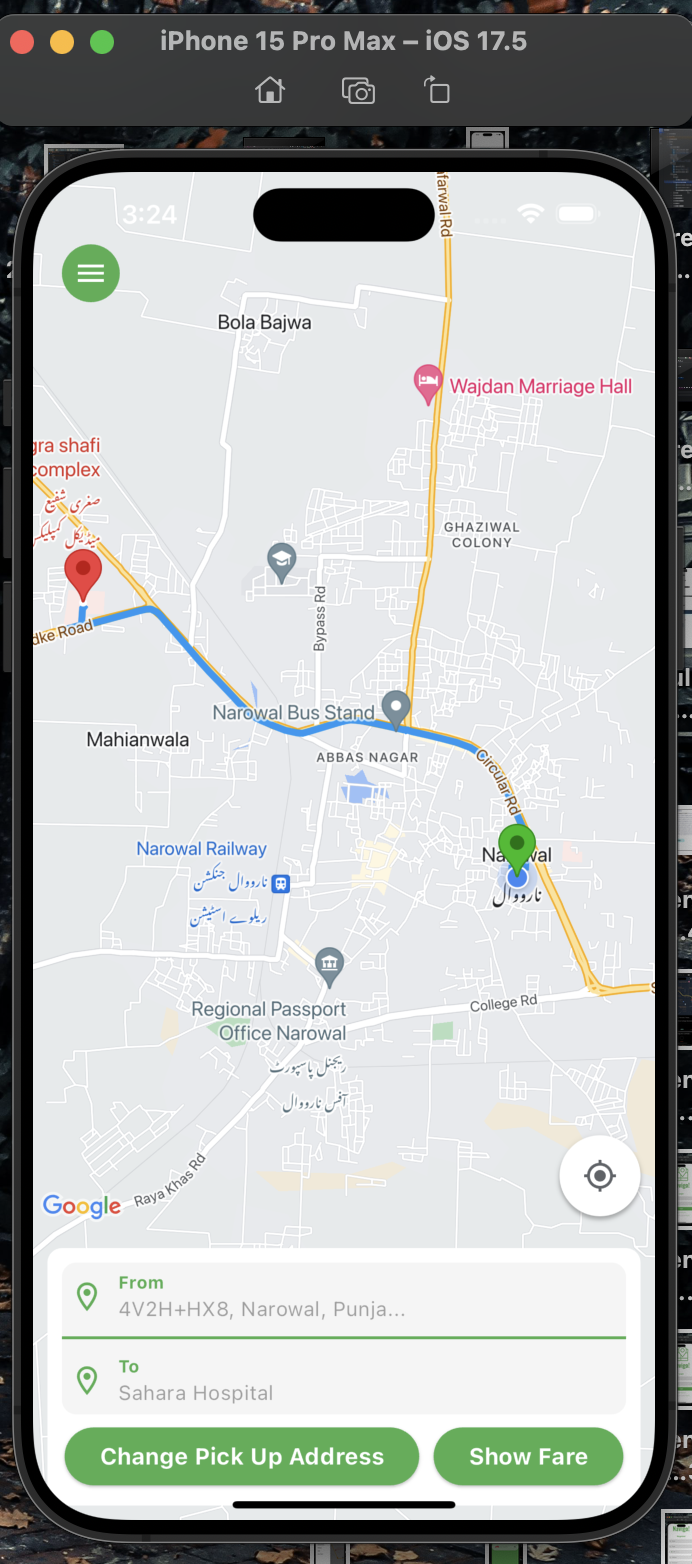 iPhone 15 Pro Max – iOS 17.5
3:24
farwal Rd
Bola Bajwa
Wajdan Marriage Hall
gra shafi
complex
صغری شفیع
میڈیکل کمپلیکس
GHAZIWAL
COLONY
Bypass Rd
dke Road
Narowal Bus Stand
Mahianwala
ABBAS NAGAR
Circular Rd
Narowal Railway
نارووال جنکشن
ریلوے اسٹیشن
نارووال
Regional Passport
Office Narowal
ریجنل پاسپورٹ
آفس نارووال
College Rd
Raya Khas Rd
Google
From
4V2H+HX8, Narowal, Punja...
To
Sahara Hospital
Change Pick Up Address
Show Fare